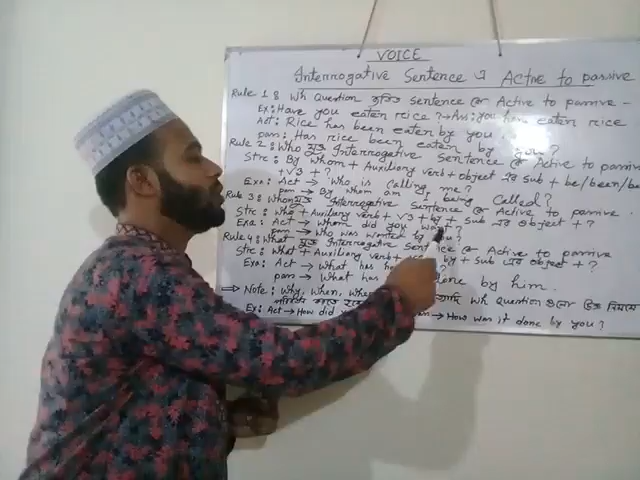 VOICE
Interrogative Sentence এ Active to passive
Rule 1: Wh Question সূচিত sentence কে Active to passive -
Ex: Have you eaten rice? → Ass: you have eaten rice
Act: Rice has been eaten by you
pass: Has rice been eaten by you?
Rule 2: Who যুক্ত Interrogative Sentence কে Active to passive
Stre: By whom + Auxiliary verb + object এর sub + be/been/be
+ v3 + ?
Exa: Act → Who is calling me?
pass → By whom am I being Called?
Rule 3: Whom যুক্ত Interrogative Sentence কে Active to passive.
Stre: Who + Auxiliary verb + v3 + by + sub এর object + ?
Exa: Act → Whom did you want?
pass → Who was wanted by you?
Rule 4: What যুক্ত Interrogative Sentence কে Active to passive
Stre: What + Auxiliary verb + by + sub এর object + ?
Exa: Act → What has
pass → What has done by him.
⇒ Note: Why, When, Whe Wh Question গুলো উক্ত নিয়মে
Ex: Act → How did → How was it done by you?